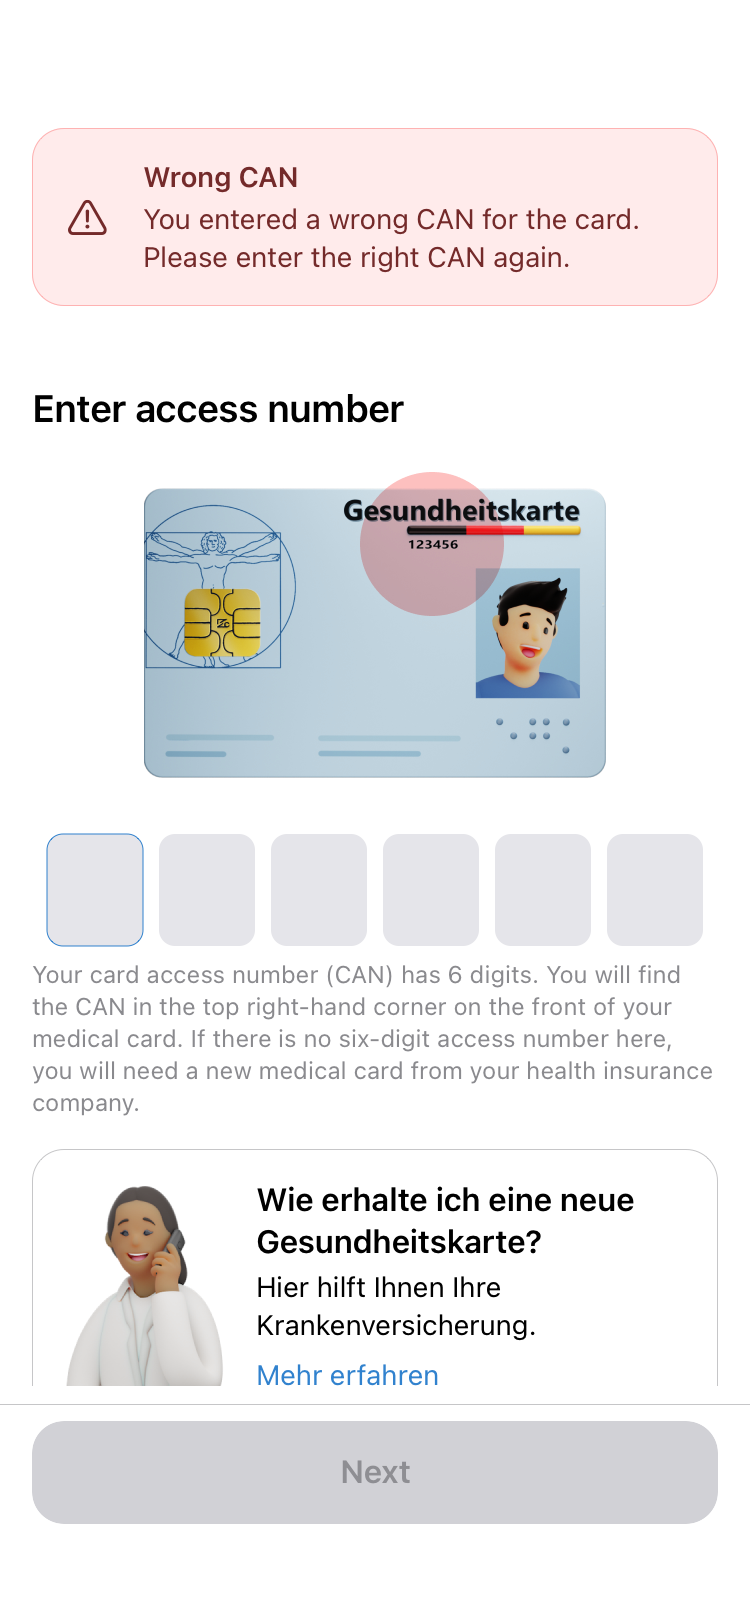 Wrong CAN
You entered a wrong CAN for the card.
Please enter the right CAN again.
Enter access number
Gesundheitskarte
123456
Your card access number (CAN) has 6 digits. You will find
the CAN in the top right-hand corner on the front of your
medical card. If there is no six-digit access number here,
you will need a new medical card from your health insurance
company.
Wie erhalte ich eine neue
Gesundheitskarte?
Hier hilft Ihnen Ihre
Krankenversicherung.
Mehr erfahren
Next